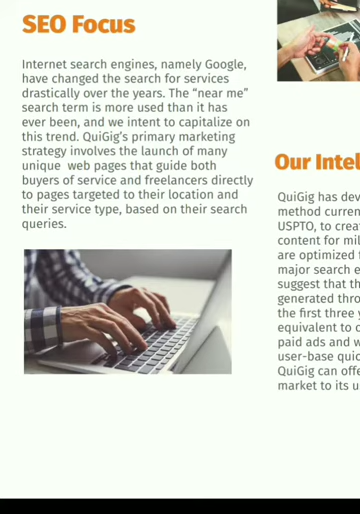 SEO Focus
Internet search engines, namely Google,
have changed the search for services
drastically over the years. The “near me”
search term is more used than it has
ever been, and we intent to capitalize on
this trend. QuiGig’s primary marketing
strategy involves the launch of many
unique web pages that guide both
buyers of service and freelancers directly
to pages targeted to their location and
their service type, based on their search
queries.
Our Intel
QuiGig has dev
method curren
USPTO, to crea
content for mil
are optimized f
major search e
suggest that th
generated thro
the first three y
equivalent to o
paid ads and w
user-base quic
QuiGig can offe
market to its u